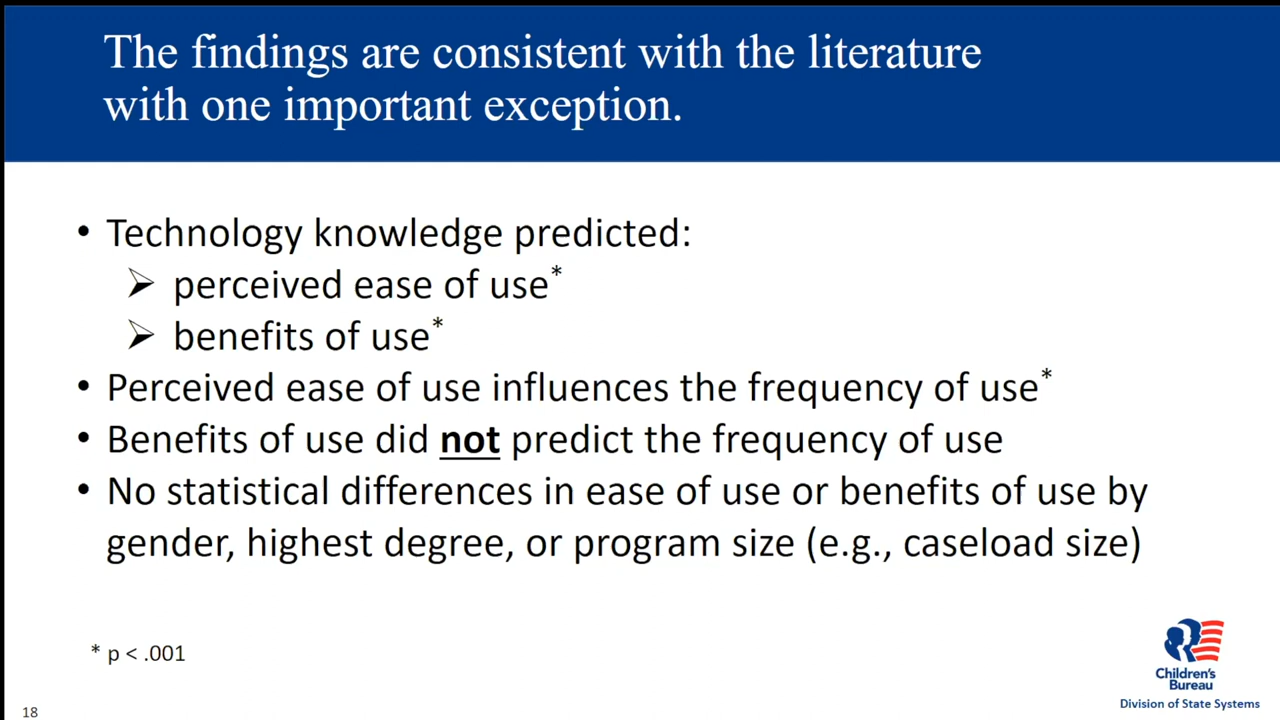 The findings are consistent with the literature
with one important exception.
• Technology knowledge predicted:
➢ perceived ease of use*
➢ benefits of use*
• Perceived ease of use influences the frequency of use*
• Benefits of use did not predict the frequency of use
• No statistical differences in ease of use or benefits of use by
gender, highest degree, or program size (e.g., caseload size)
* p < .001
Children's
Bureau
Division of State Systems
18